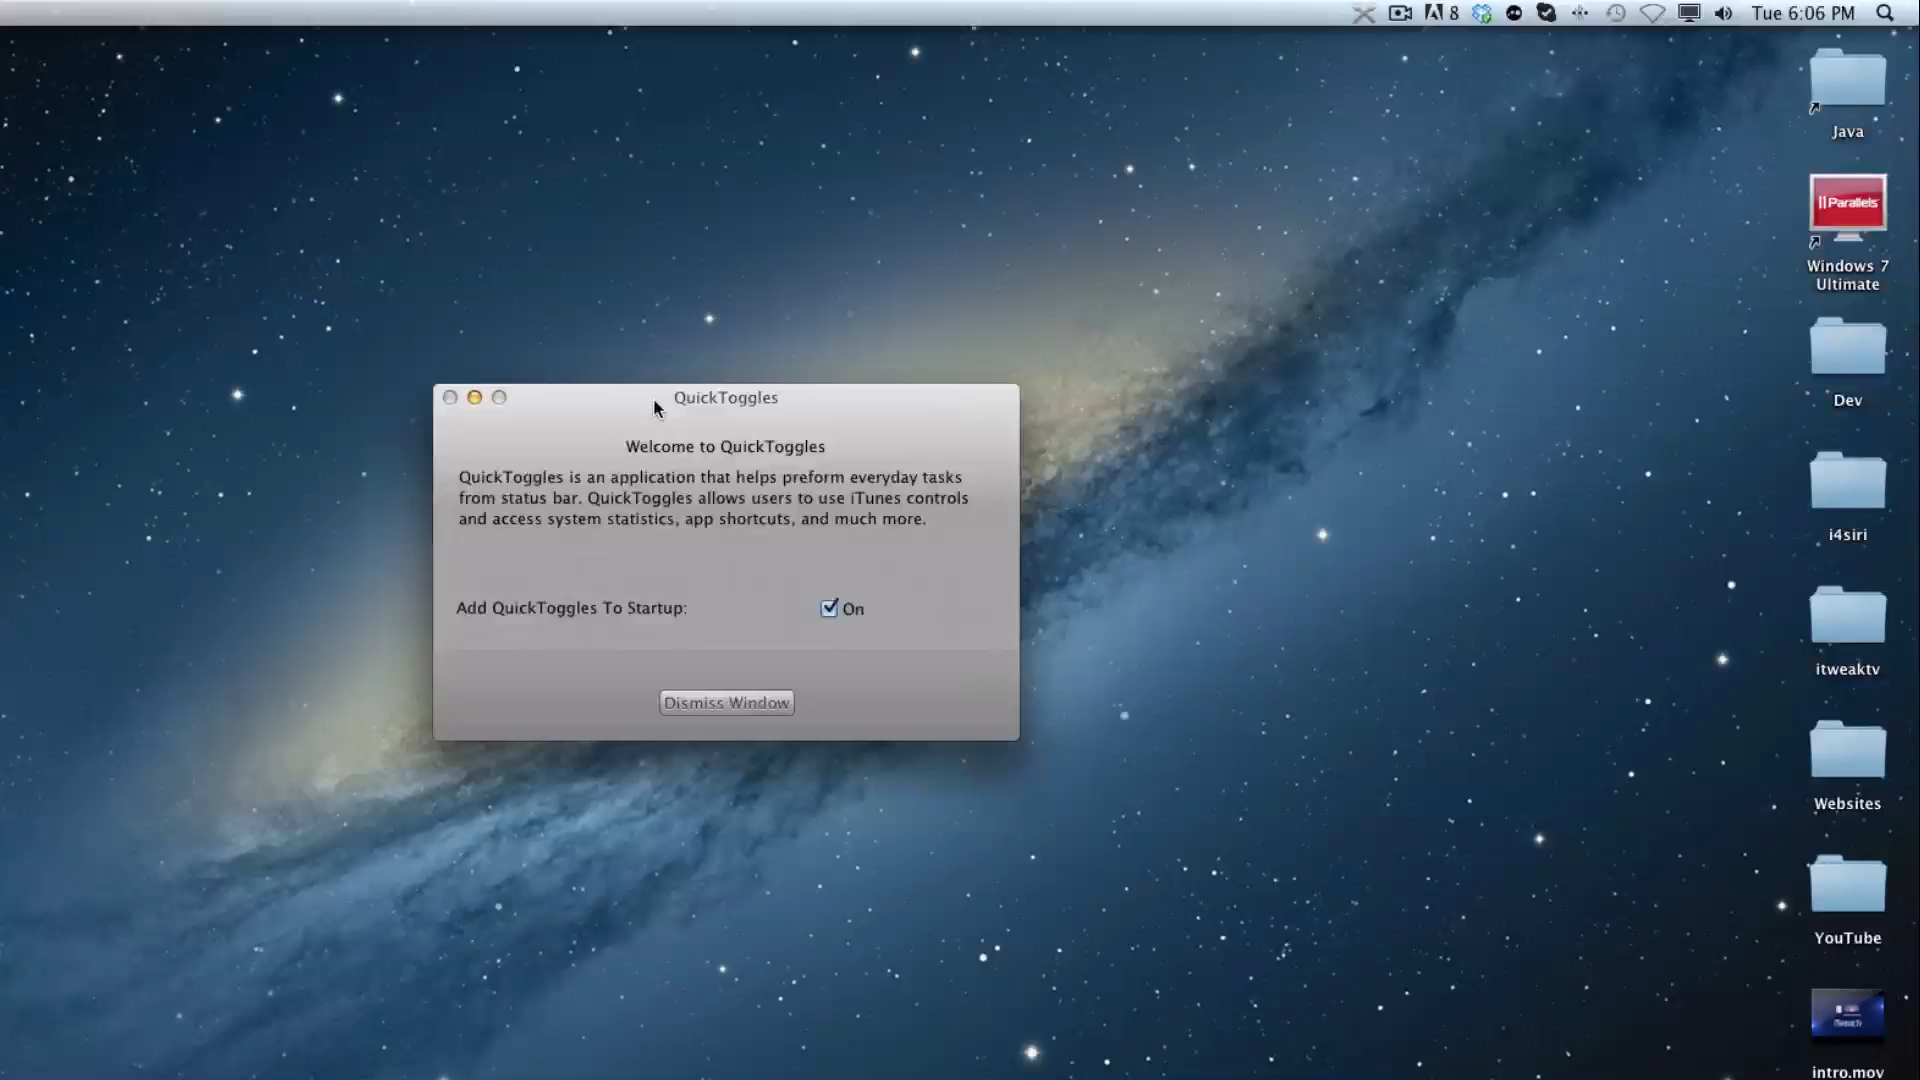 8
Tue 6:06 PM
Java
Parallels
Windows 7
Ultimate
Dev
i4siri
itweaktv
Websites
YouTube
intro.mov
QuickToggles
Welcome to QuickToggles
QuickToggles is an application that helps preform everyday tasks
from status bar. QuickToggles allows users to use iTunes controls
and access system statistics, app shortcuts, and much more.
Add QuickToggles To Startup:
On
Dismiss Window